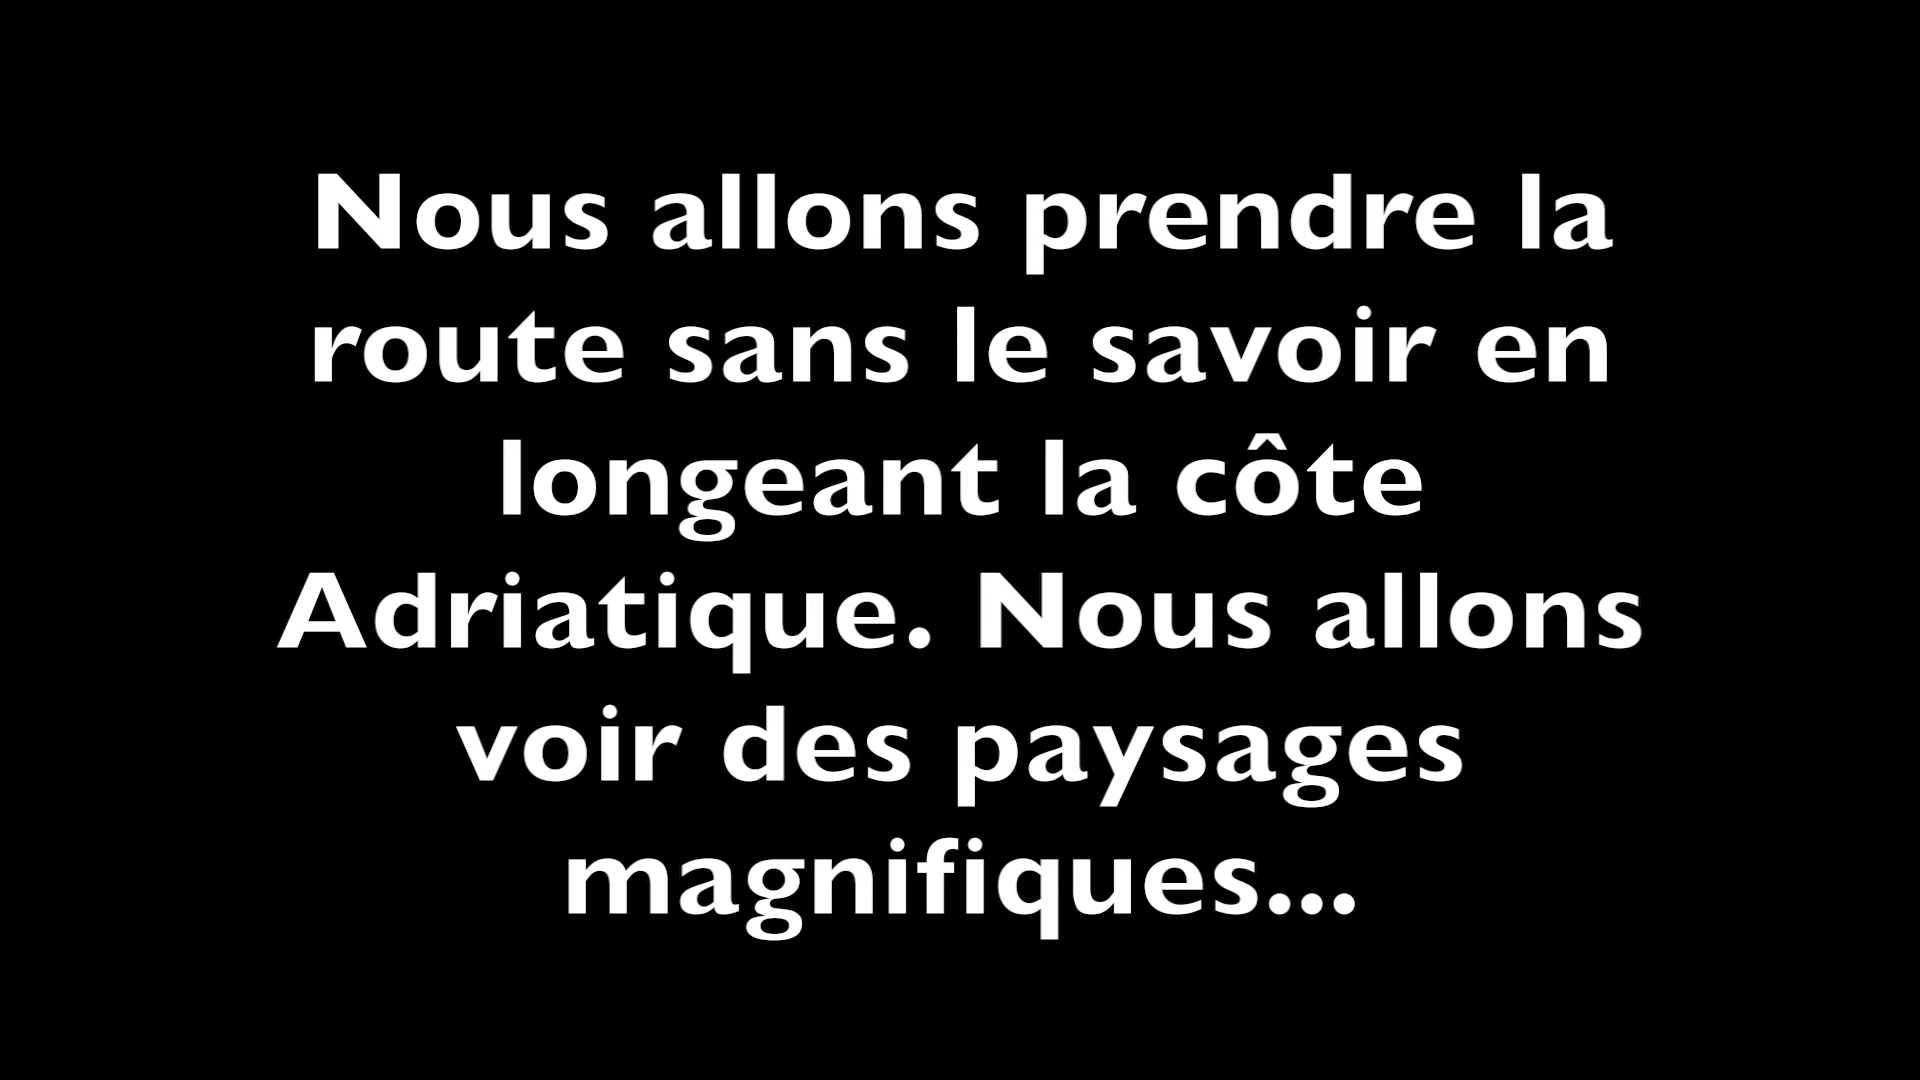 Nous allons prendre la
route sans le savoir en
longeant la côte
Adriatique. Nous allons
voir des paysages
magnifiques...